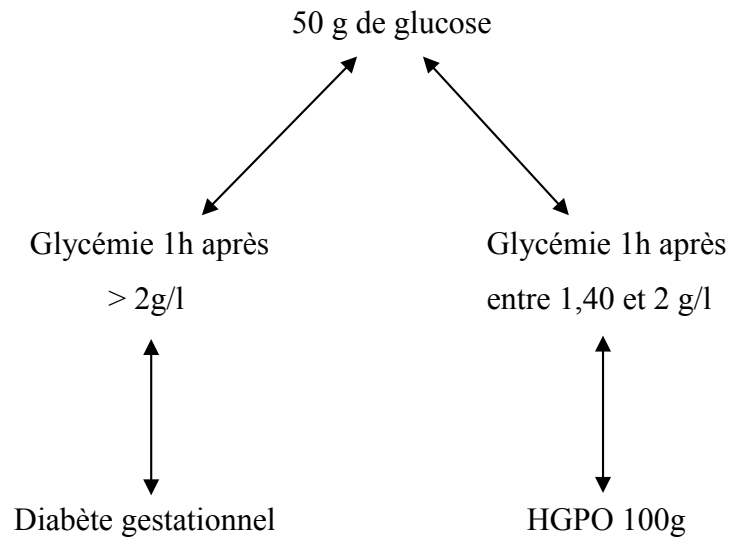 50 g de glucose
Glycémie 1h après
> 2g/l
Glycémie 1h après
entre 1,40 et 2 g/l
Diabète gestationnel
HGPO 100g